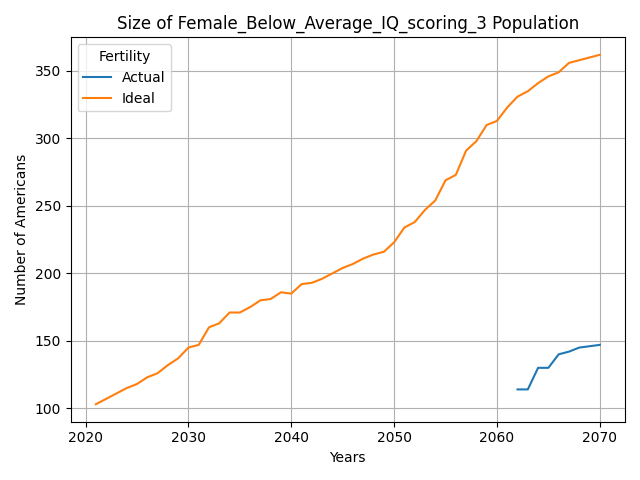 Size of Female_Below_Average_IQ_scoring_3 Population
Fertility
Actual
Ideal
Number of Americans
350
300
250
200
150
100
2020 2030 2040 2050 2060 2070
Years